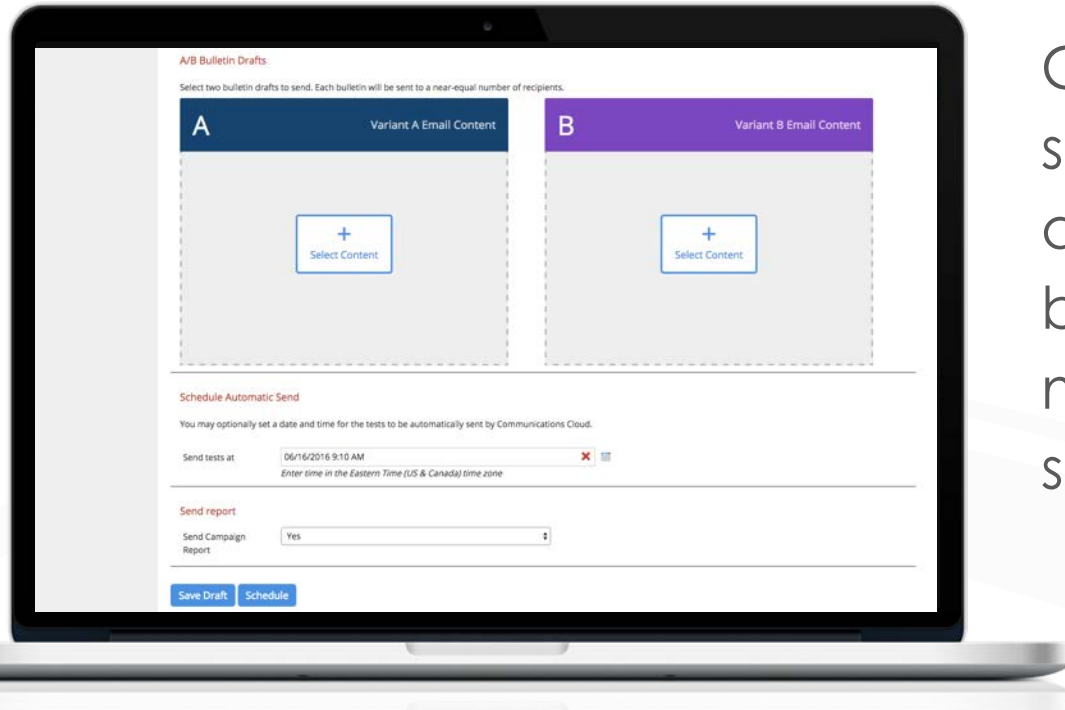 A/B Bulletin Drafts
Select two bulletin drafts to send. Each bulletin will be sent to a near-equal number of recipients.
A Variant A Email Content
B Variant B Email Content
+
Select Content
+
Select Content
Schedule Automatic Send
You may optionally set a date and time for the tests to be automatically sent by Communications Cloud.
Send tests at 06/16/2016 9:10 AM
Enter time in the Eastern Time (US & Canada) time zone
Send report
Send Campaign Report Yes
Save Draft Schedule